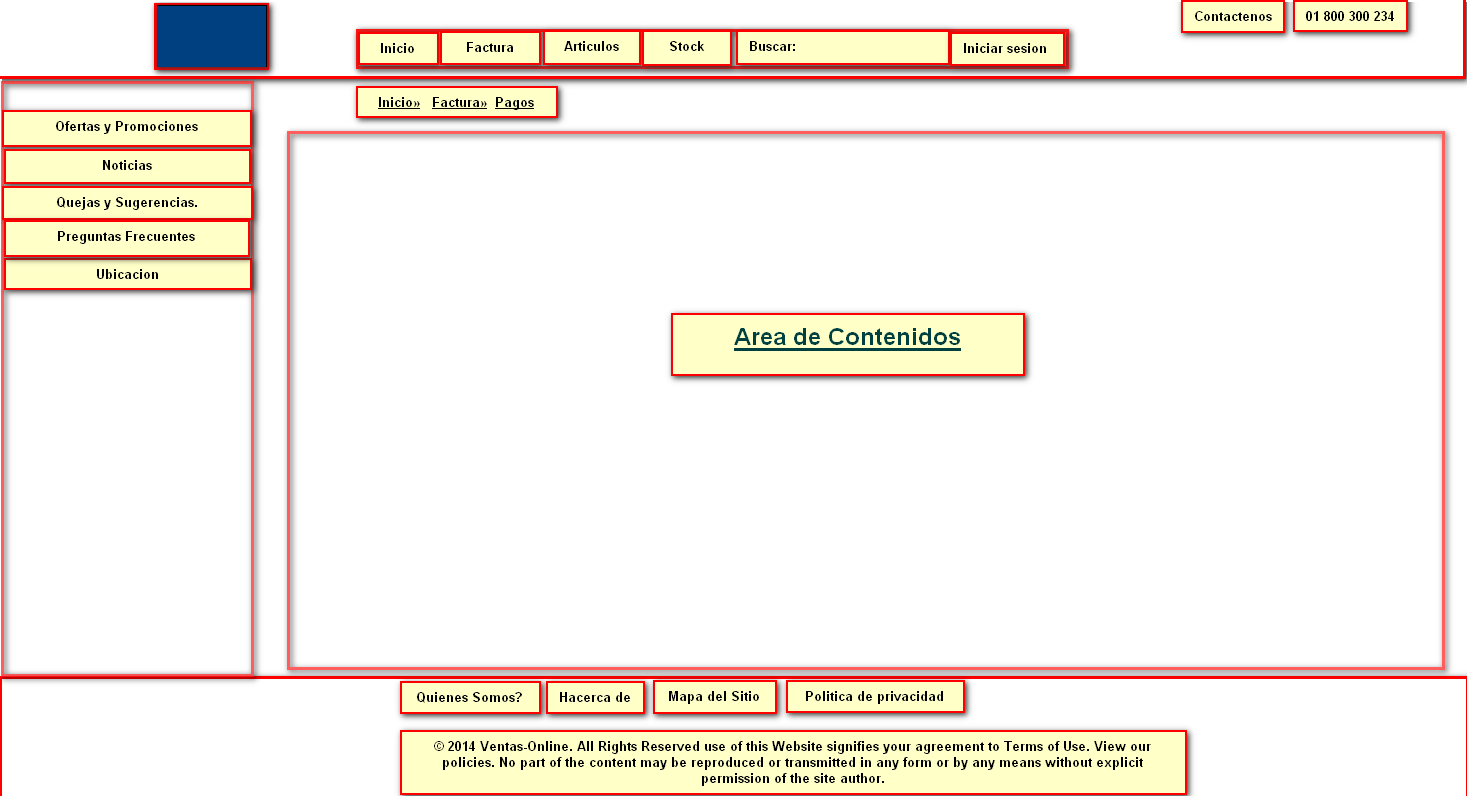 Contactenos
01 800 300 234
Inicio
Factura
Articulos
Stock
Buscar:
Iniciar sesion
Inicio» Factura» Pagos
Ofertas y Promociones
Noticias
Quejas y Sugerencias.
Preguntas Frecuentes
Ubicacion
Area de Contenidos
Quienes Somos?
Hacerca de
Mapa del Sitio
Politica de privacidad
© 2014 Ventas-Online. All Rights Reserved use of this Website signifies your agreement to Terms of Use. View our
policies. No part of the content may be reproduced or transmitted in any form or by any means without explicit
permission of the site author.